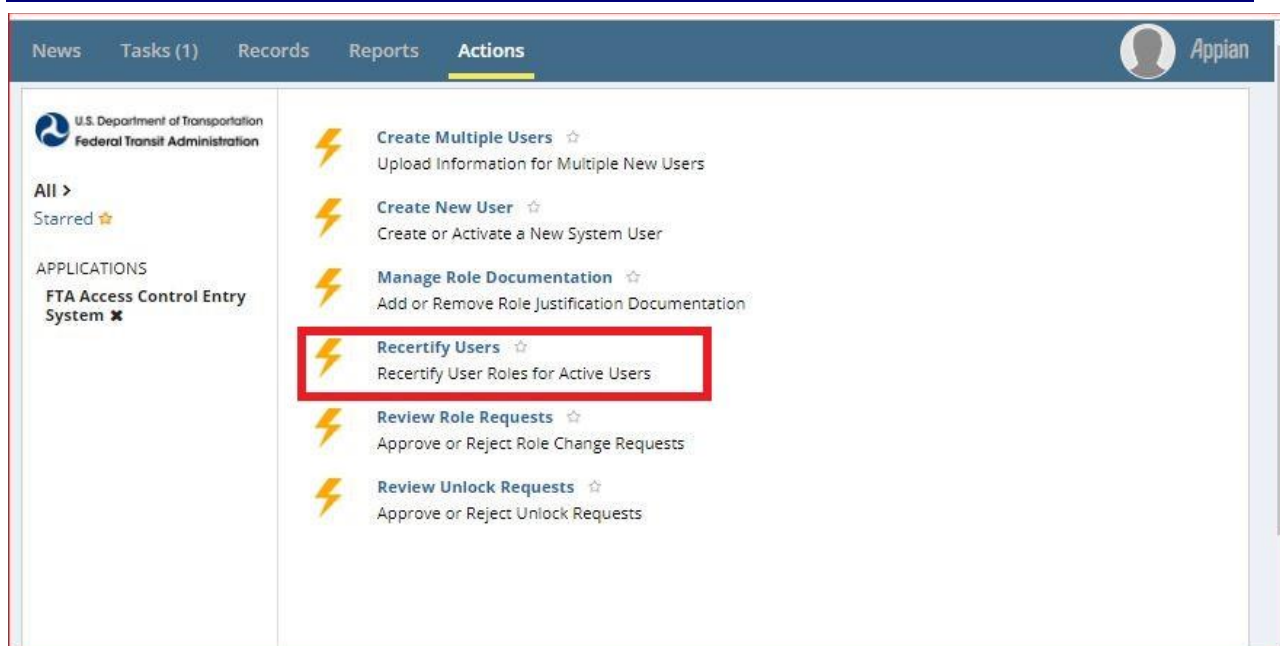 News Tasks (1) Records Reports Actions Appian
U.S. Department of Transportation
Federal Transit Administration
All >
Starred
APPLICATIONS
FTA Access Control Entry
System ✖
Create Multiple Users
Upload Information for Multiple New Users
Create New User
Create or Activate a New System User
Manage Role Documentation
Add or Remove Role Justification Documentation
Recertify Users
Recertify User Roles for Active Users
Review Role Requests
Approve or Reject Role Change Requests
Review Unlock Requests
Approve or Reject Unlock Requests